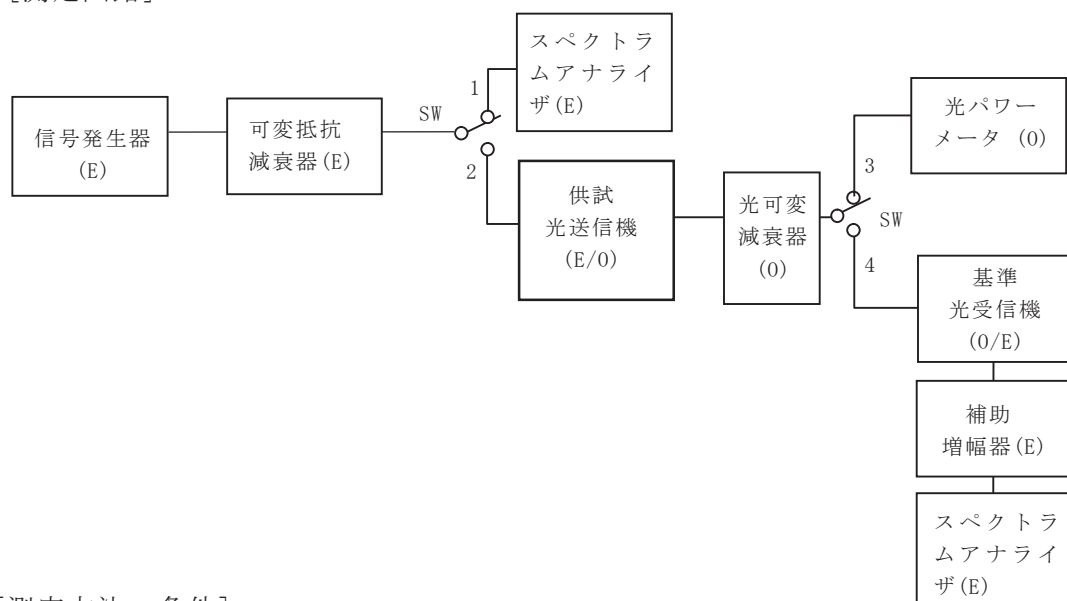 信号発生器
(E)
可変抵抗
減衰器(E)
SW
1
2
スペクトラ
ムアナライ
ザ(E)
供試
光送信機
(E/O)
光可変
減衰器
(O)
3
SW
4
光パワー
メータ (O)
基準
光受信機
(O/E)
補助
増幅器(E)
スペクトラ
ムアナライ
ザ(E)